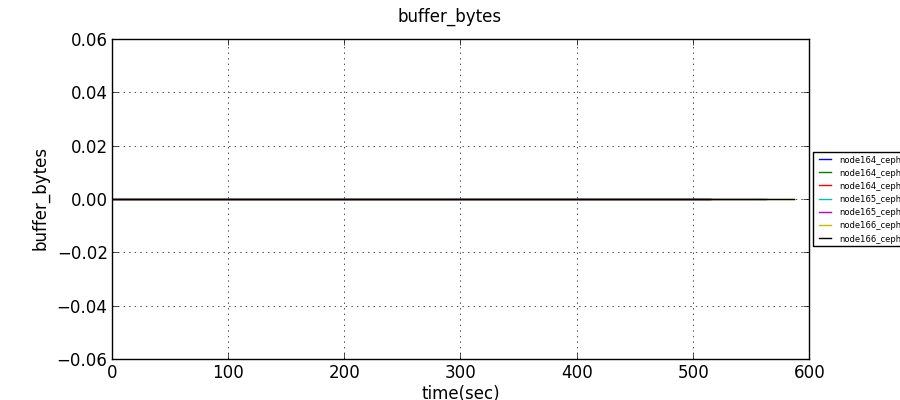 buffer_bytes
0.06
0.04
0.02
0.00
−0.02
−0.04
−0.06
buffer_bytes
0 100 200 300 400 500 600
time(sec)
node164_ceph
node164_ceph
node164_ceph
node165_ceph
node165_ceph
node166_ceph
node166_ceph